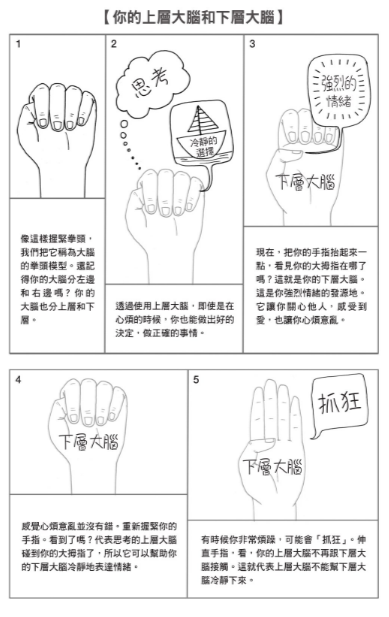 【你的上層大腦和下層大腦】
1
像這樣握緊拳頭，
我們把它稱為大腦
的拳頭模型。還記
得你的大腦分左邊
和右邊嗎？你的
大腦也分上層和下
層。
2
思考
冷靜的
選擇
透過使用上層大腦，即使是在
心煩的時候，你也能做出好的
決定，做正確的事情。
3
強烈的
情緒
下層大腦
現在，把你的手指抬起來一
點，看見你的大拇指在哪了
嗎？這就是你的下層大腦。
這是你強烈情緒的發源地。
它讓你關心他人，感受到
愛，也讓你心煩意亂。
4
下層大腦
感覺心煩意亂並沒有錯。重新握緊你的
手指。看到了嗎？代表思考的上層大腦
碰到你的大拇指了，所以它可以幫助你
的下層大腦冷靜地表達情緒。
5
抓狂
下層大腦
有時候你非常煩躁，可能會「抓狂」。伸
直手指，看，你的上層大腦不再跟下層大
腦接觸。這就代表上層大腦不能幫下層大
腦冷靜下來。